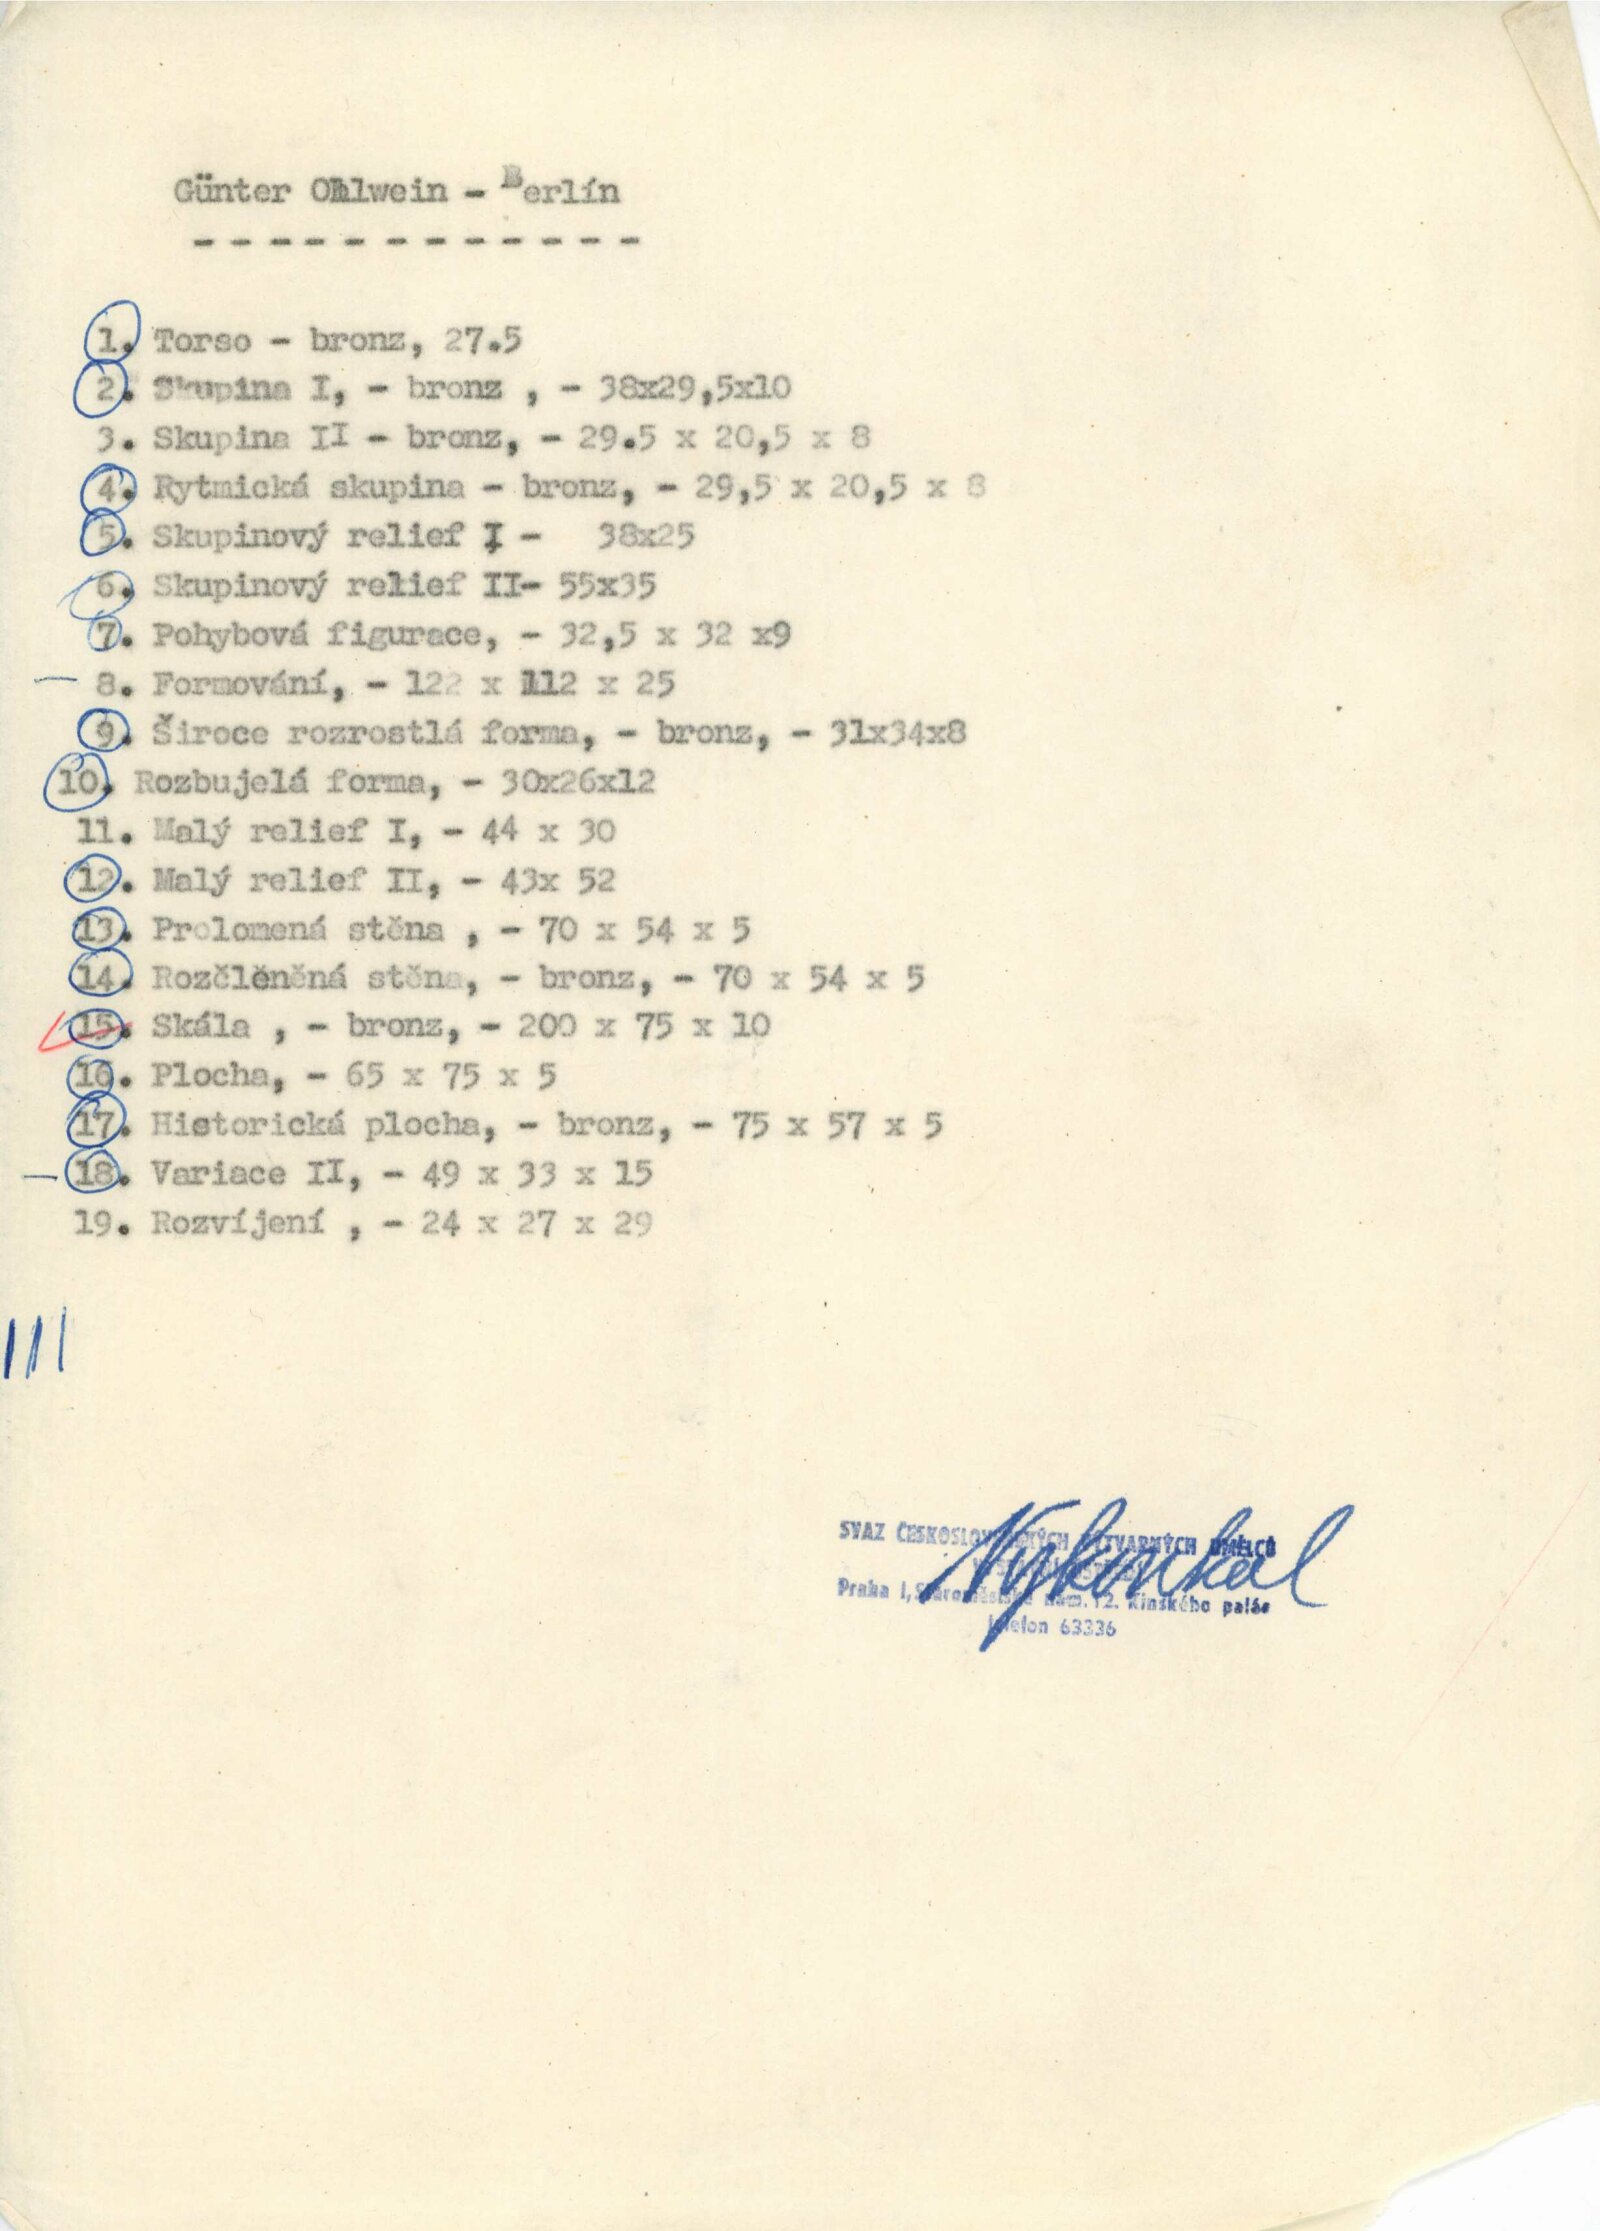 Günter Ohlwein - Berlín
- - - - - - - - - - - - -
1. Torso - bronz, 27.5
2. Skupina I, - bronz , - 38x29,5x10
3. Skupina II - bronz, - 29.5 x 20,5 x 8
4. Rytmická skupina - bronz, - 29,5 x 20,5 x 8
5. Skupinový relief I - 38x25
6. Skupinový relief II- 55x35
7. Pohybová figurace, - 32,5 x 32 x9
8. Formování, - 122 x 112 x 25
9. Široce rozrostlá forma, - bronz, - 31x34x8
10. Rozbujelá forma, - 30x26x12
11. Malý relief I, - 44 x 30
12. Malý relief II, - 43x 52
13. Prolomená stěna , - 70 x 54 x 5
14. Rozčlěněná stěna, - bronz, - 70 x 54 x 5
15. Skála , - bronz, - 200 x 75 x 10
16. Plocha, - 65 x 75 x 5
17. Historická plocha, - bronz, - 75 x 57 x 5
18. Variace II, - 49 x 33 x 15
19. Rozvíjení , - 24 x 27 x 29
SVAZ ČESKOSLOVENSKÝCH VÝTVARNÝCH UMĚLCŮ
Praha 1, Staroměstské nám. 12. Kinského palác
telefon 63336